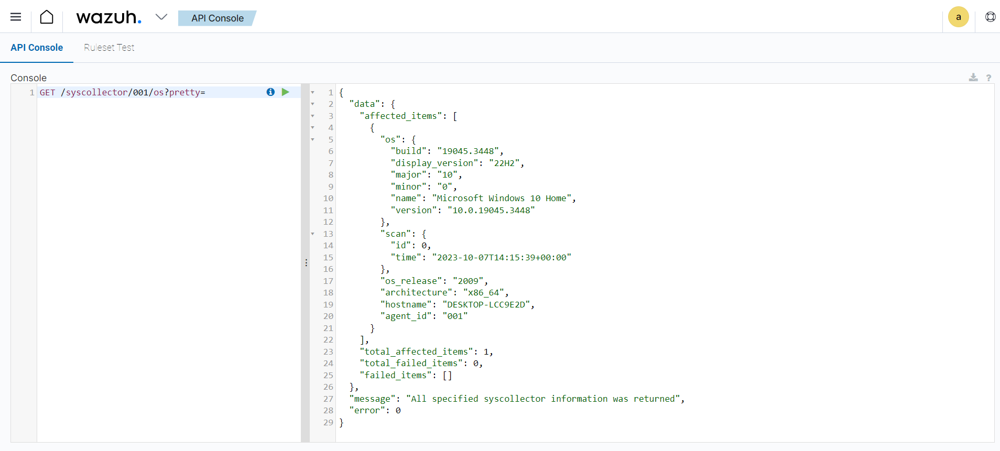 wazuh. API Console a
API Console Ruleset Test
Console
1 GET /syscollector/001/os?pretty=
1 {
2 "data": {
3 "affected_items": [
4 {
5 "os": {
6 "build": "19045.3448",
7 "display_version": "22H2",
8 "major": "10",
9 "minor": "0",
10 "name": "Microsoft Windows 10 Home",
11 "version": "10.0.19045.3448"
12 },
13 "scan": {
14 "id": 0,
15 "time": "2023-10-07T14:15:39+00:00"
16 },
17 "os_release": "2009",
18 "architecture": "x86_64",
19 "hostname": "DESKTOP-LCC9E2D",
20 "agent_id": "001"
21 }
22 ],
23 "total_affected_items": 1,
24 "total_failed_items": 0,
25 "failed_items": []
26 },
27 "message": "All specified syscollector information was returned",
28 "error": 0
29 }